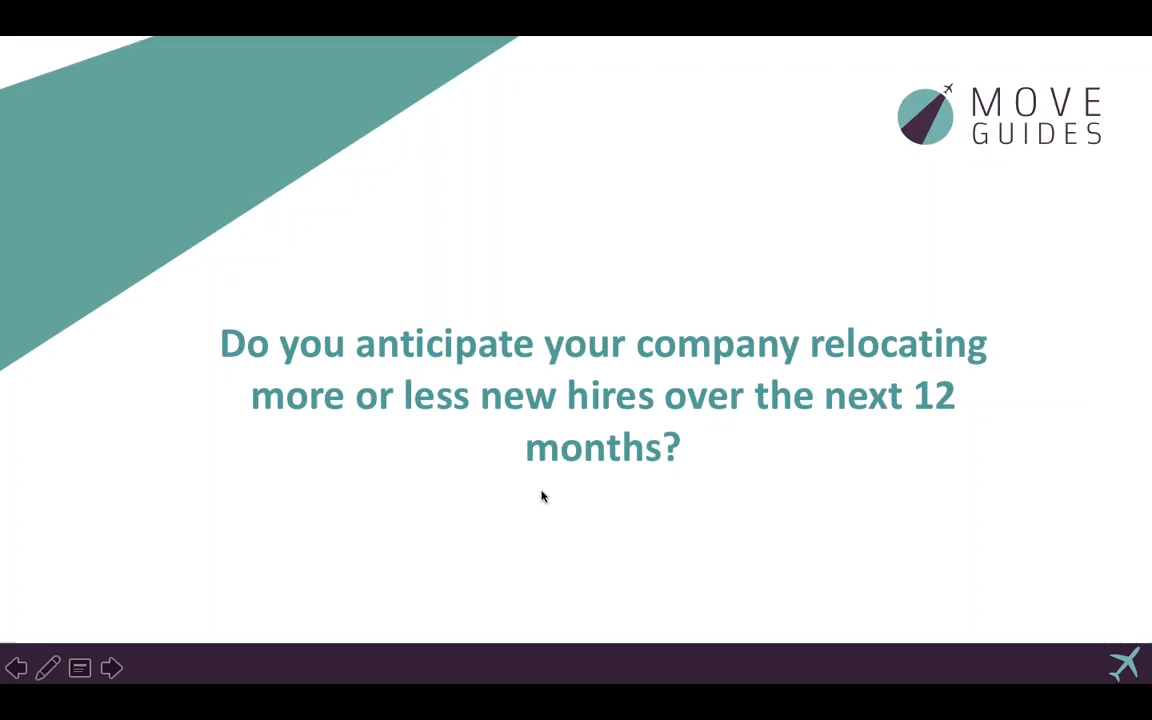 MOVE
GUIDES
Do you anticipate your company relocating
more or less new hires over the next 12
months?